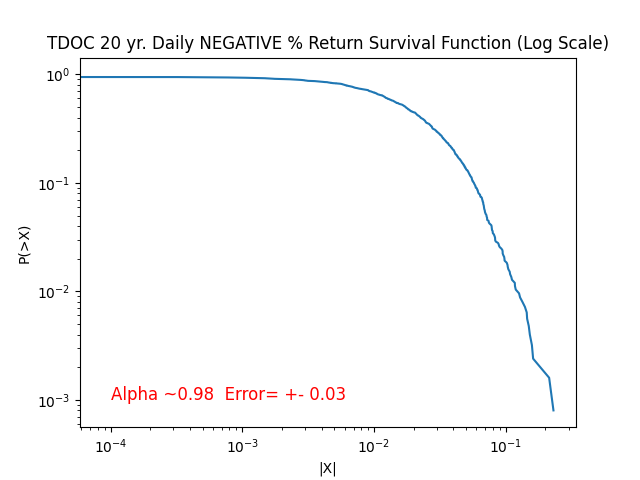 TDOC 20 yr. Daily NEGATIVE % Return Survival Function (Log Scale)
10⁰
10⁻¹
10⁻²
10⁻³
P(>X)
Alpha ~0.98  Error= +- 0.03
10⁻⁴ 10⁻³ 10⁻² 10⁻¹
|X|